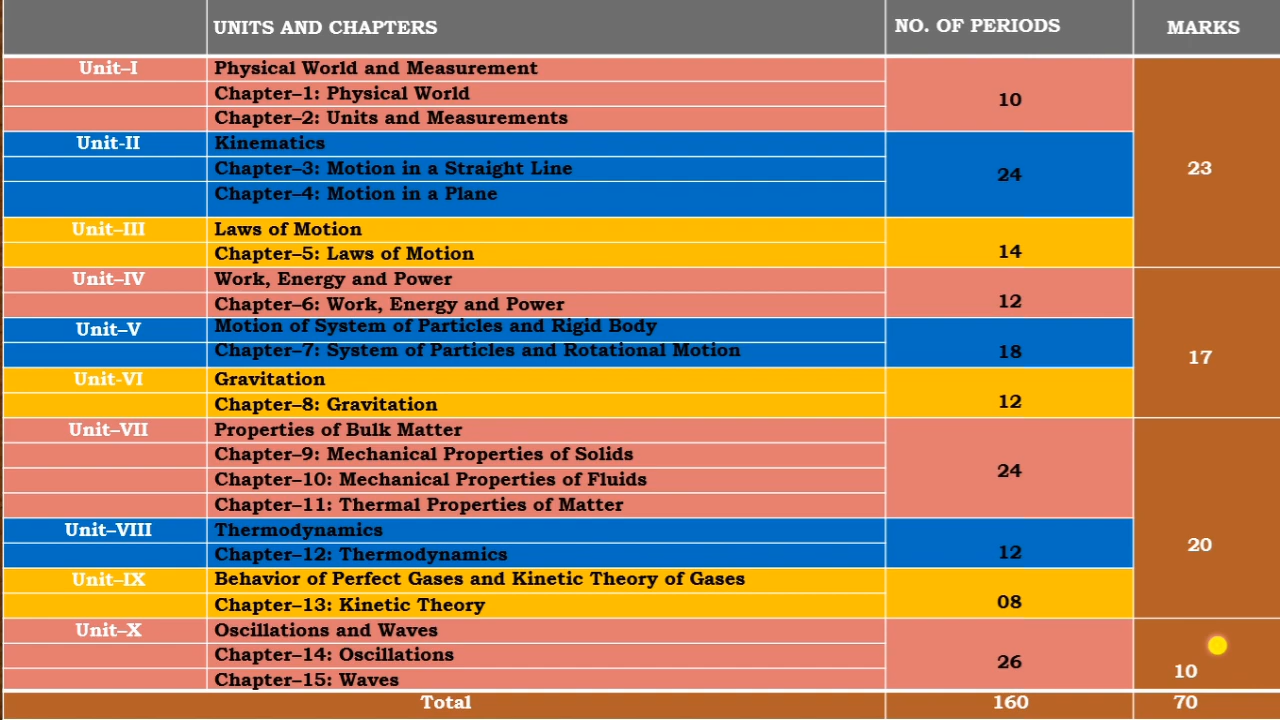 UNITS AND CHAPTERS NO. OF PERIODS MARKS
Unit–I Physical World and Measurement
Chapter–1: Physical World
10
Chapter–2: Units and Measurements
Unit-II Kinematics
Chapter–3: Motion in a Straight Line
23
24
Chapter–4: Motion in a Plane
Unit–III Laws of Motion
Chapter–5: Laws of Motion 14
Unit–IV Work, Energy and Power
Chapter–6: Work, Energy and Power 12
Unit–V Motion of System of Particles and Rigid Body
Chapter–7: System of Particles and Rotational Motion 18
17
Unit-VI Gravitation
Chapter–8: Gravitation 12
Unit–VII Properties of Bulk Matter
Chapter–9: Mechanical Properties of Solids
24
Chapter–10: Mechanical Properties of Fluids
Chapter–11: Thermal Properties of Matter
Unit–VIII Thermodynamics
20
Chapter–12: Thermodynamics 12
Unit–IX Behavior of Perfect Gases and Kinetic Theory of Gases
Chapter–13: Kinetic Theory 08
Unit–X Oscillations and Waves
Chapter–14: Oscillations
26
10
Chapter–15: Waves
Total 160 70